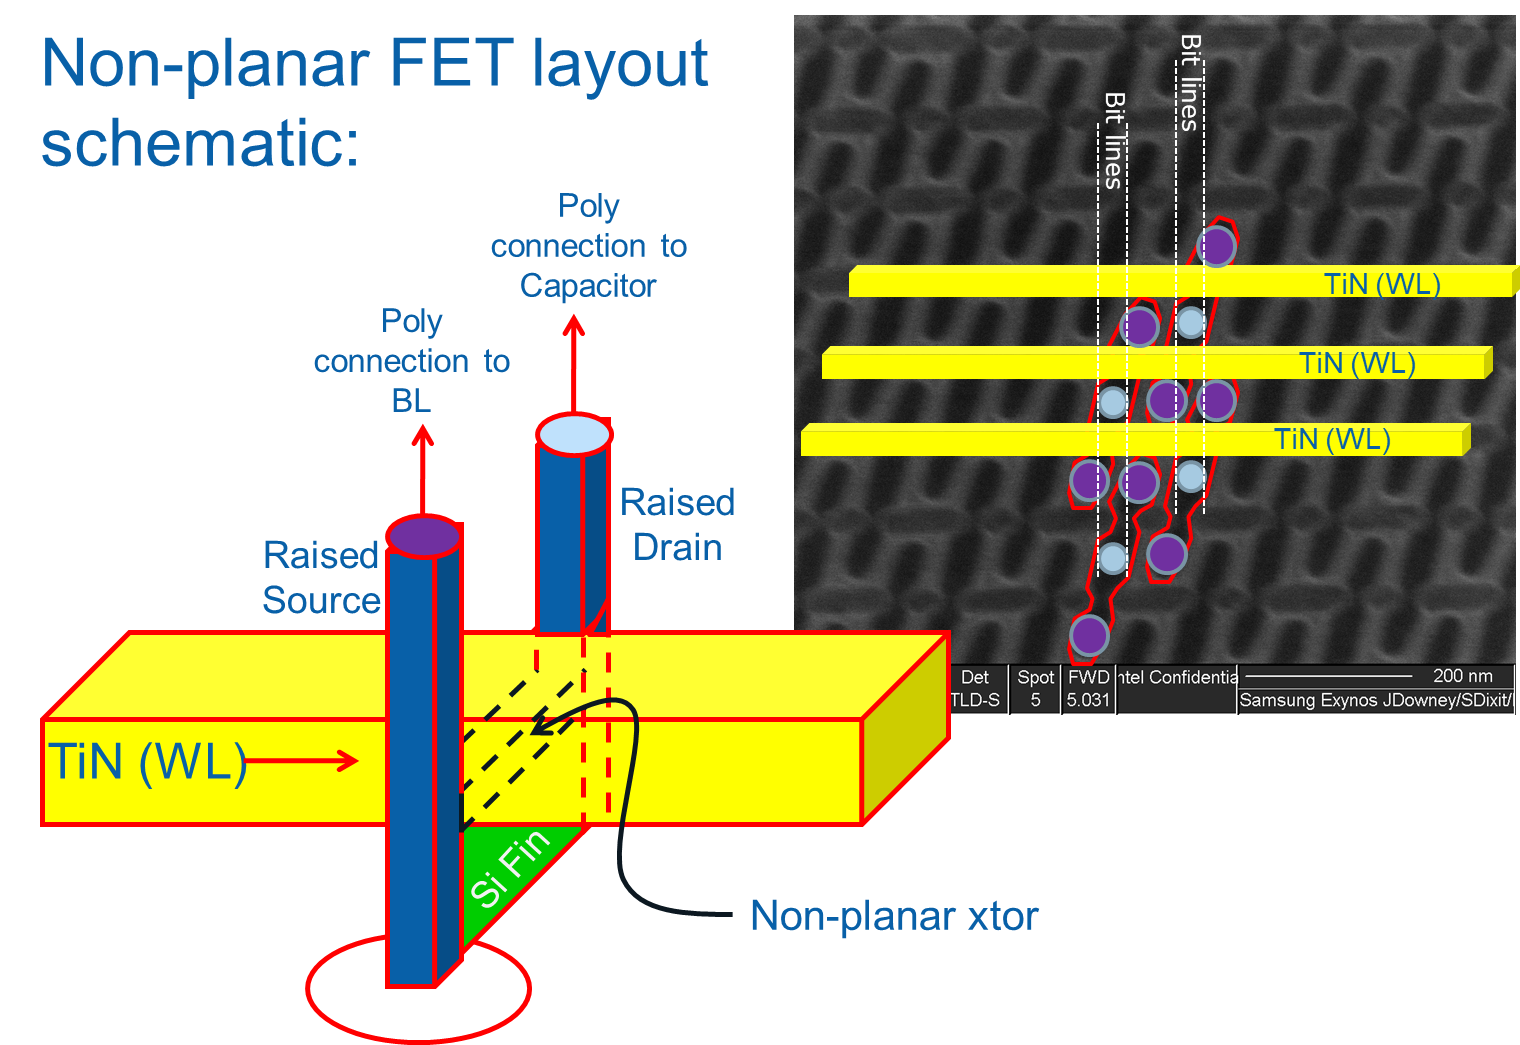 Non-planar FET layout
schematic:
Poly
connection to
Capacitor
Poly
connection to
BL
Raised
Drain
Raised
Source
TiN (WL)
Si Fin
Non-planar xtor
Bit lines
Bit lines
TiN (WL)
TiN (WL)
TiN (WL)
Det
TLD-S
Spot
5
FWD
5.031
ntel Confidentia
200 nm
Samsung Exynos JDowney/SDixit/